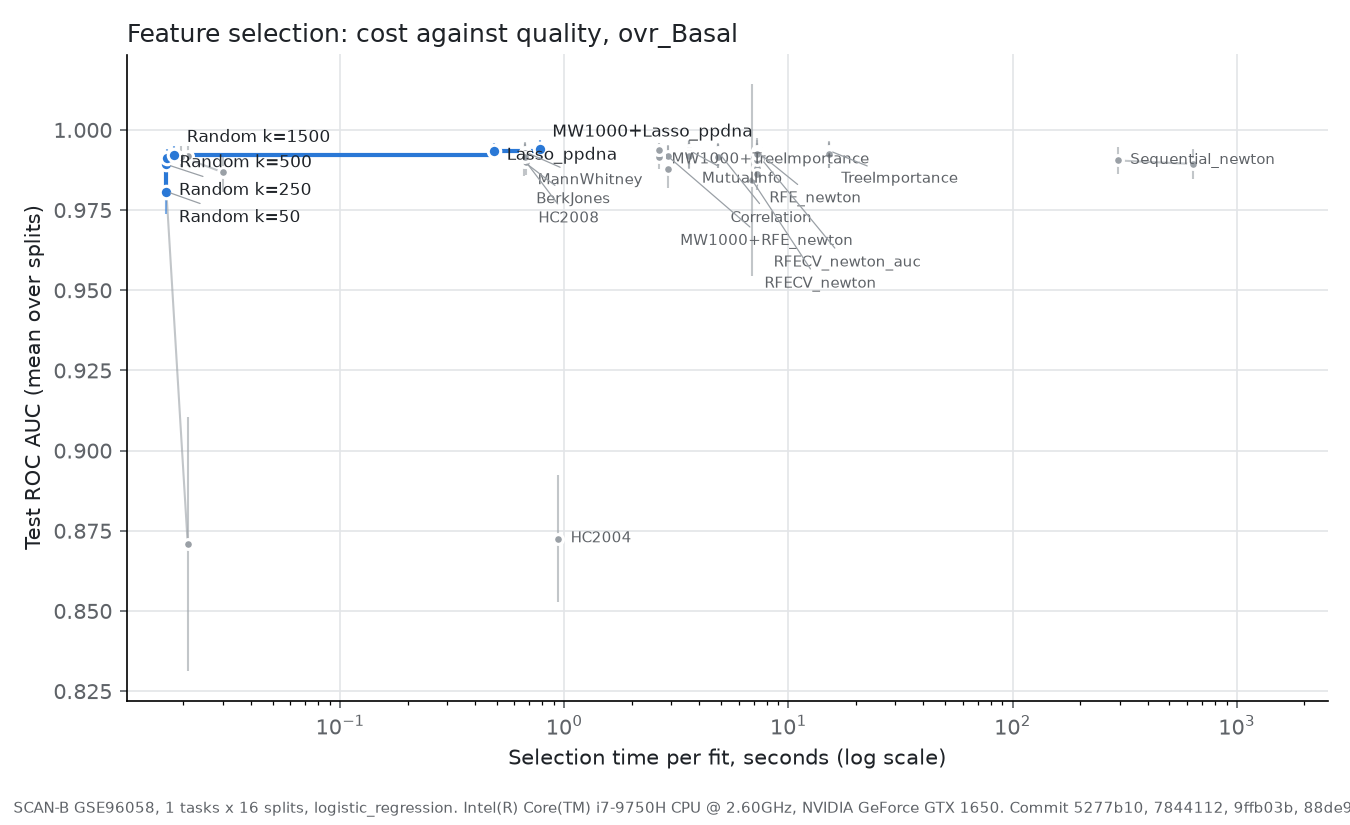 Feature selection: cost against quality, ovr_Basal
Test ROC AUC (mean over splits)
1.000
0.975
0.950
0.925
0.900
0.875
0.850
0.825
Random k=1500
Random k=500
Random k=250
Random k=50
MW1000+Lasso_ppdna
Lasso_ppdna
MannWhitney
BerkJones
HC2008
MW1000+TreeImportance
MutualInfo
TreeImportance
RFE_newton
Correlation
MW1000+RFE_newton
RFECV_newton_auc
RFECV_newton
Sequential_newton
HC2004
10⁻¹ 10⁰ 10¹ 10² 10³
Selection time per fit, seconds (log scale)
SCAN-B GSE96058, 1 tasks x 16 splits, logistic_regression. Intel(R) Core(TM) i7-9750H CPU @ 2.60GHz, NVIDIA GeForce GTX 1650. Commit 5277b10, 7844112, 9ffb03b, 88de9